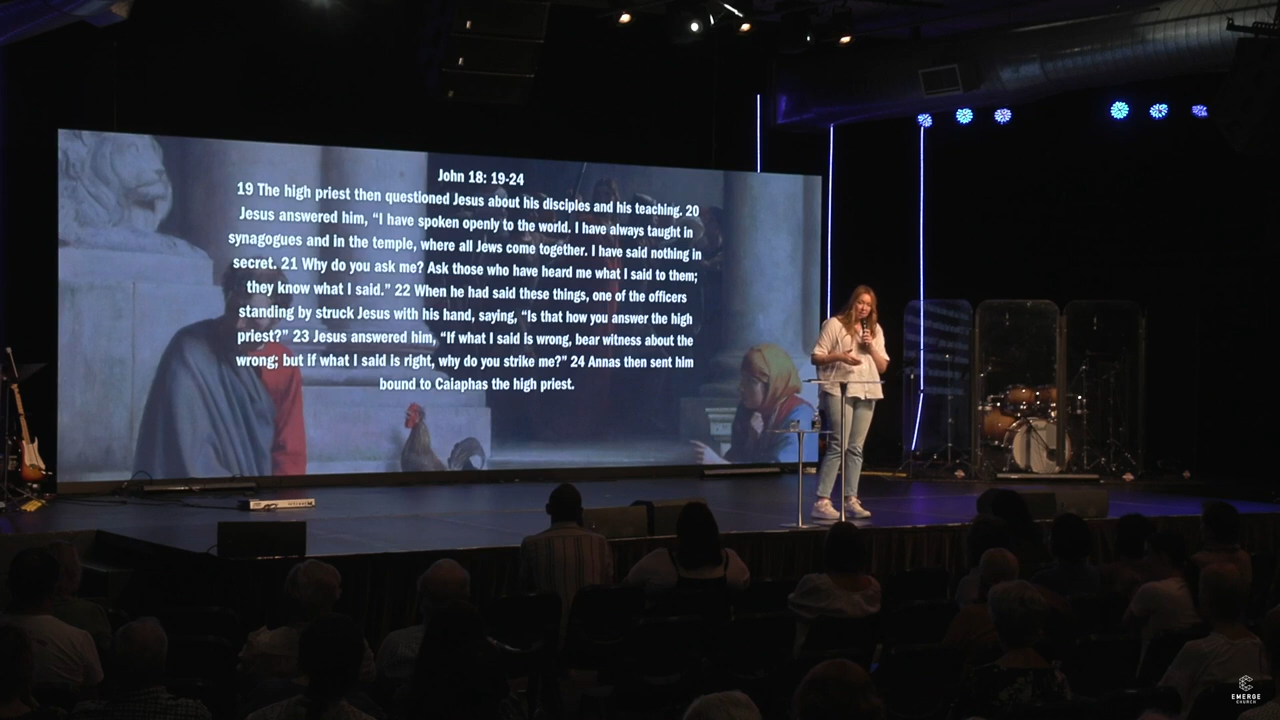 John 18: 19-24
19 The high priest then questioned Jesus about his disciples and his teaching. 20
Jesus answered him, “I have spoken openly to the world. I have always taught in
synagogues and in the temple, where all Jews come together. I have said nothing in
secret. 21 Why do you ask me? Ask those who have heard me what I said to them;
they know what I said.” 22 When he had said these things, one of the officers
standing by struck Jesus with his hand, saying, “Is that how you answer the high
priest?” 23 Jesus answered him, “If what I said is wrong, bear witness about the
wrong; but if what I said is right, why do you strike me?” 24 Annas then sent him
bound to Caiaphas the high priest.
EMERGE
CHURCH